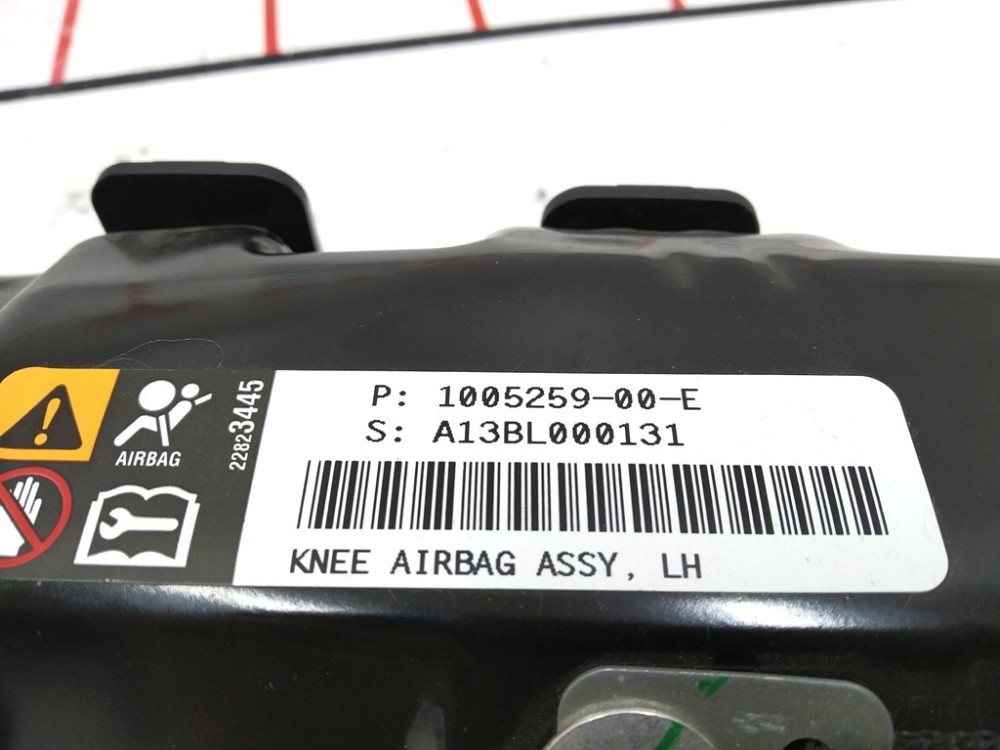 P: 1005259-00-E
S: A13BL000131
KNEE AIRBAG ASSY, LH
AIRBAG
22823445